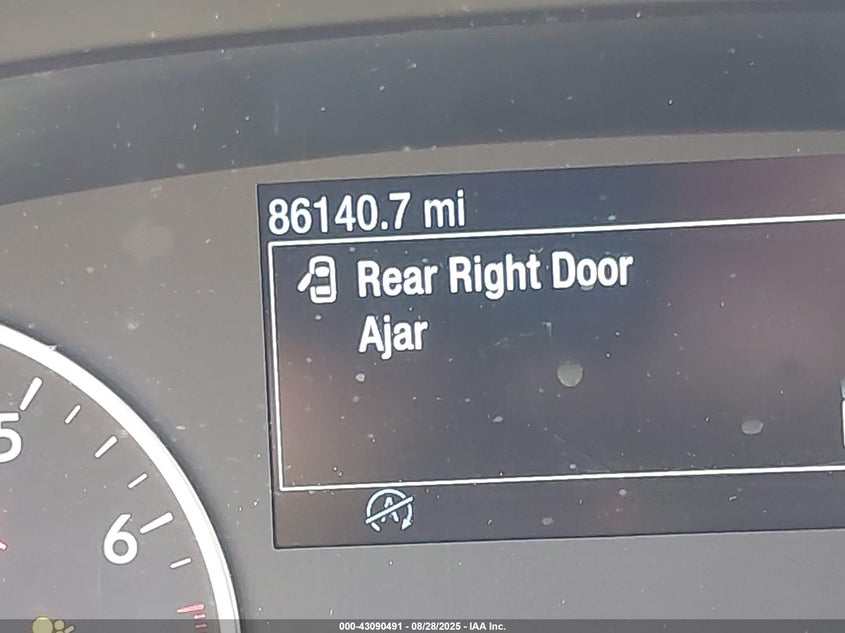 86140.7 mi
Rear Right Door
Ajar
A
5
6
000-43090491 - 08/28/2025 - IAA Inc.